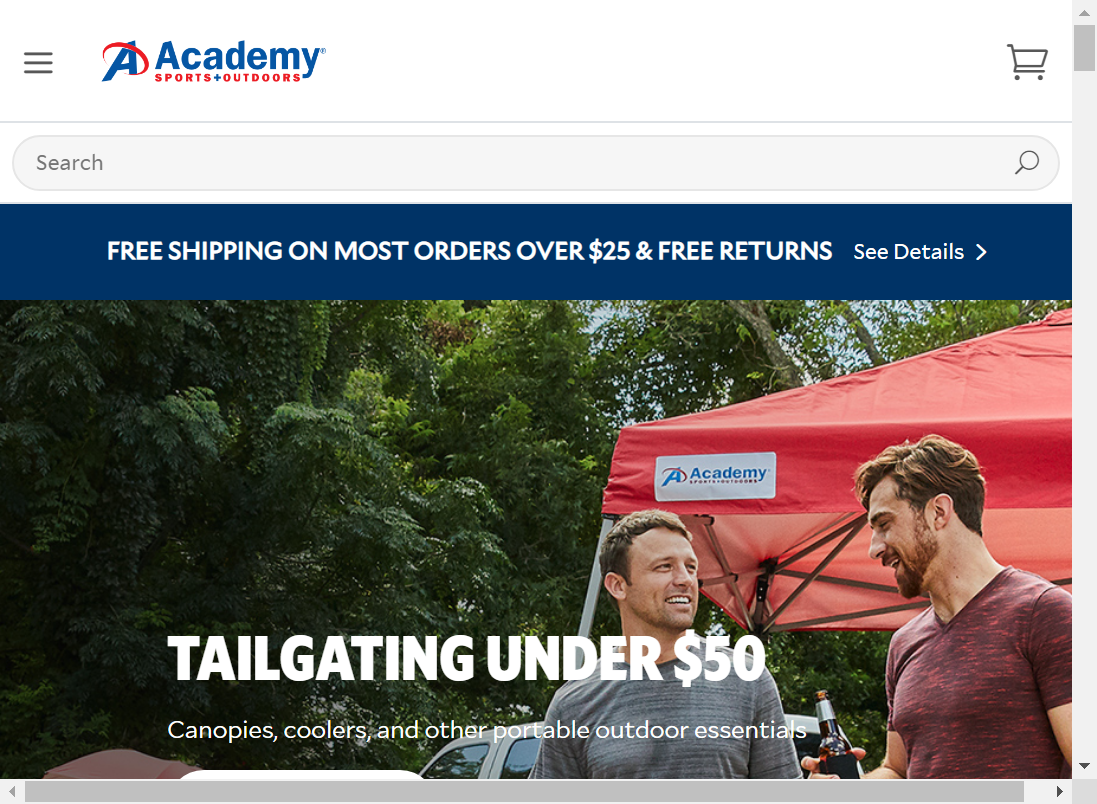 Academy
SPORTS+OUTDOORS
Search
FREE SHIPPING ON MOST ORDERS OVER $25 & FREE RETURNS See Details
Academy
SPORTS+OUTDOORS
TAILGATING UNDER $50
Canopies, coolers, and other portable outdoor essentials